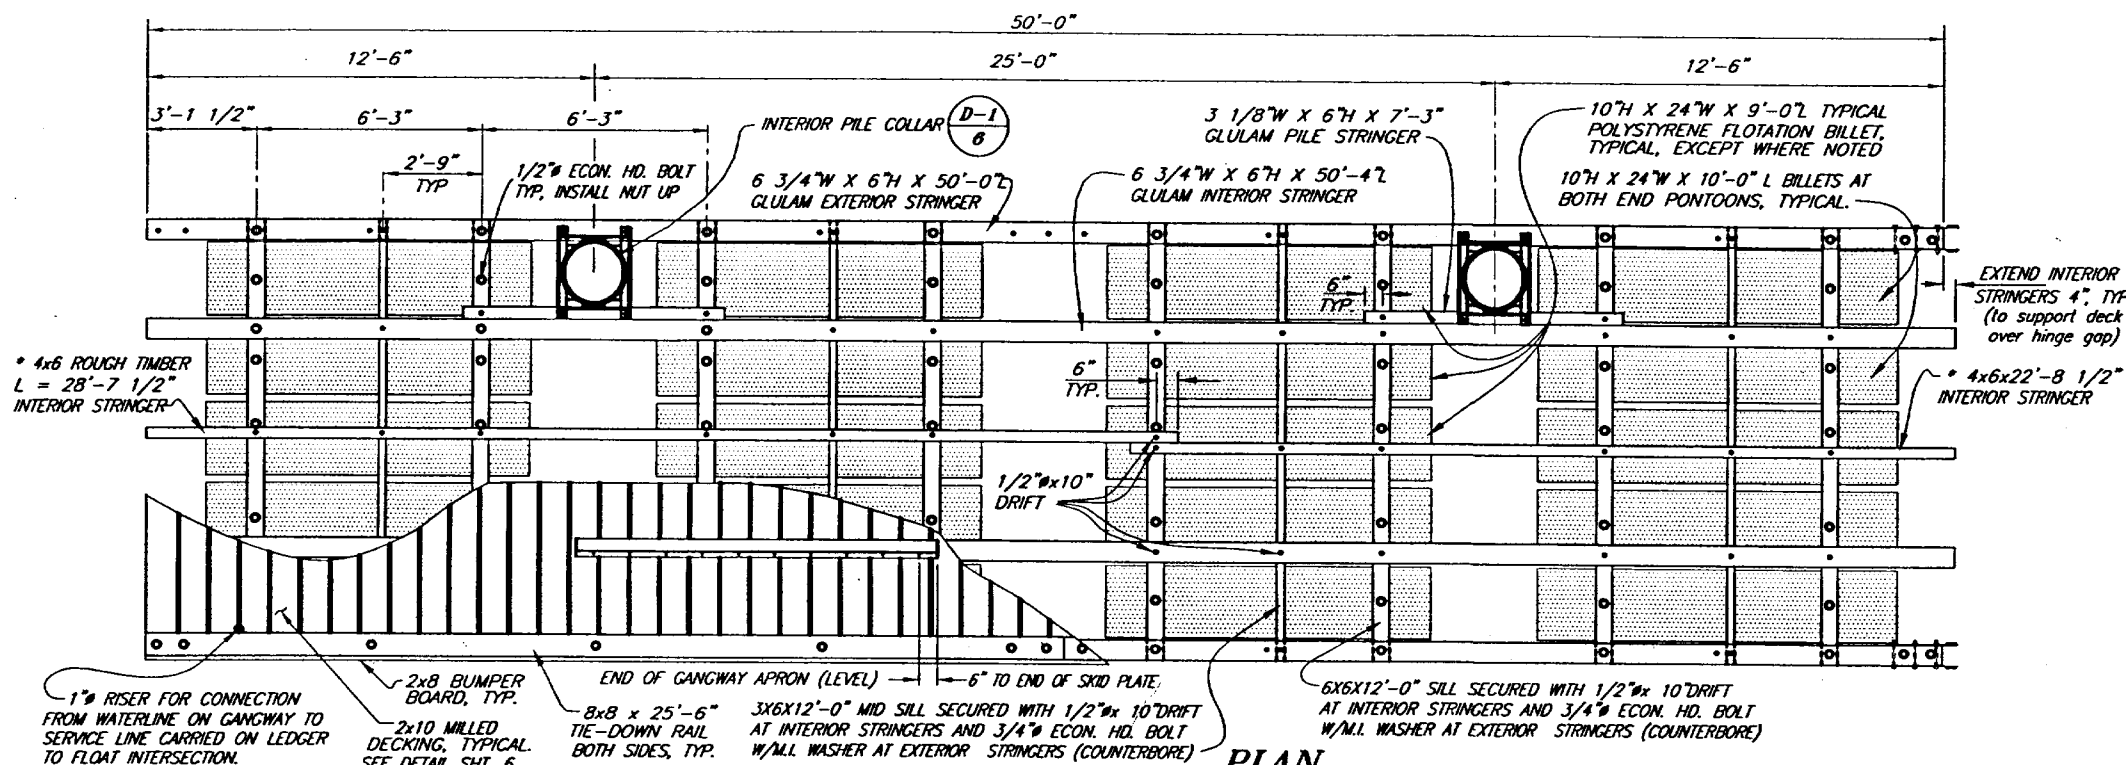 50'-0"
12'-6"
25'-0"
12'-6"
3'-1 1/2"
6'-3"
6'-3"
INTERIOR PILE COLLAR
D-1
6
3 1/8"W X 6"H X 7'-3"
GLULAM PILE STRINGER
10"H X 24"W X 9'-0"L TYPICAL
POLYSTYRENE FLOTATION BILLET,
TYPICAL, EXCEPT WHERE NOTED
2'-9"
TYP
1/2"ø ECON. HD. BOLT
TYP, INSTALL NUT UP
6 3/4"W X 6"H X 50'-0"L
GLULAM EXTERIOR STRINGER
6 3/4"W X 6"H X 50'-4"L
GLULAM INTERIOR STRINGER
10"H X 24"W X 10'-0" L BILLETS AT
BOTH END PONTOONS, TYPICAL.
6"
TYP.
EXTEND INTERIOR
STRINGERS 4", TYP
(to support deck
over hinge gap)
* 4x6 ROUGH TIMBER
L = 28'-7 1/2"
INTERIOR STRINGER
6"
TYP.
* 4x6x22'-8 1/2"
INTERIOR STRINGER
1/2"øx10"
DRIFT
1"ø RISER FOR CONNECTION
FROM WATERLINE ON GANGWAY TO
SERVICE LINE CARRIED ON LEDGER
TO FLOAT INTERSECTION.
2x8 BUMPER
BOARD, TYP.
2x10 MILLED
DECKING, TYPICAL.
SEE DETAIL SHT. 6
8x8 x 25'-6"
TIE-DOWN RAIL
BOTH SIDES, TYP.
END OF GANGWAY APRON (LEVEL)
6" TO END OF SKID PLATE
3X6X12'-0" MID SILL SECURED WITH 1/2"øx 10"DRIFT
AT INTERIOR STRINGERS AND 3/4"ø ECON. HD. BOLT
W/M.I. WASHER AT EXTERIOR STRINGERS (COUNTERBORE)
6X6X12'-0" SILL SECURED WITH 1/2"øx 10"DRIFT
AT INTERIOR STRINGERS AND 3/4"ø ECON. HD. BOLT
W/M.I. WASHER AT EXTERIOR STRINGERS (COUNTERBORE)
PLAN